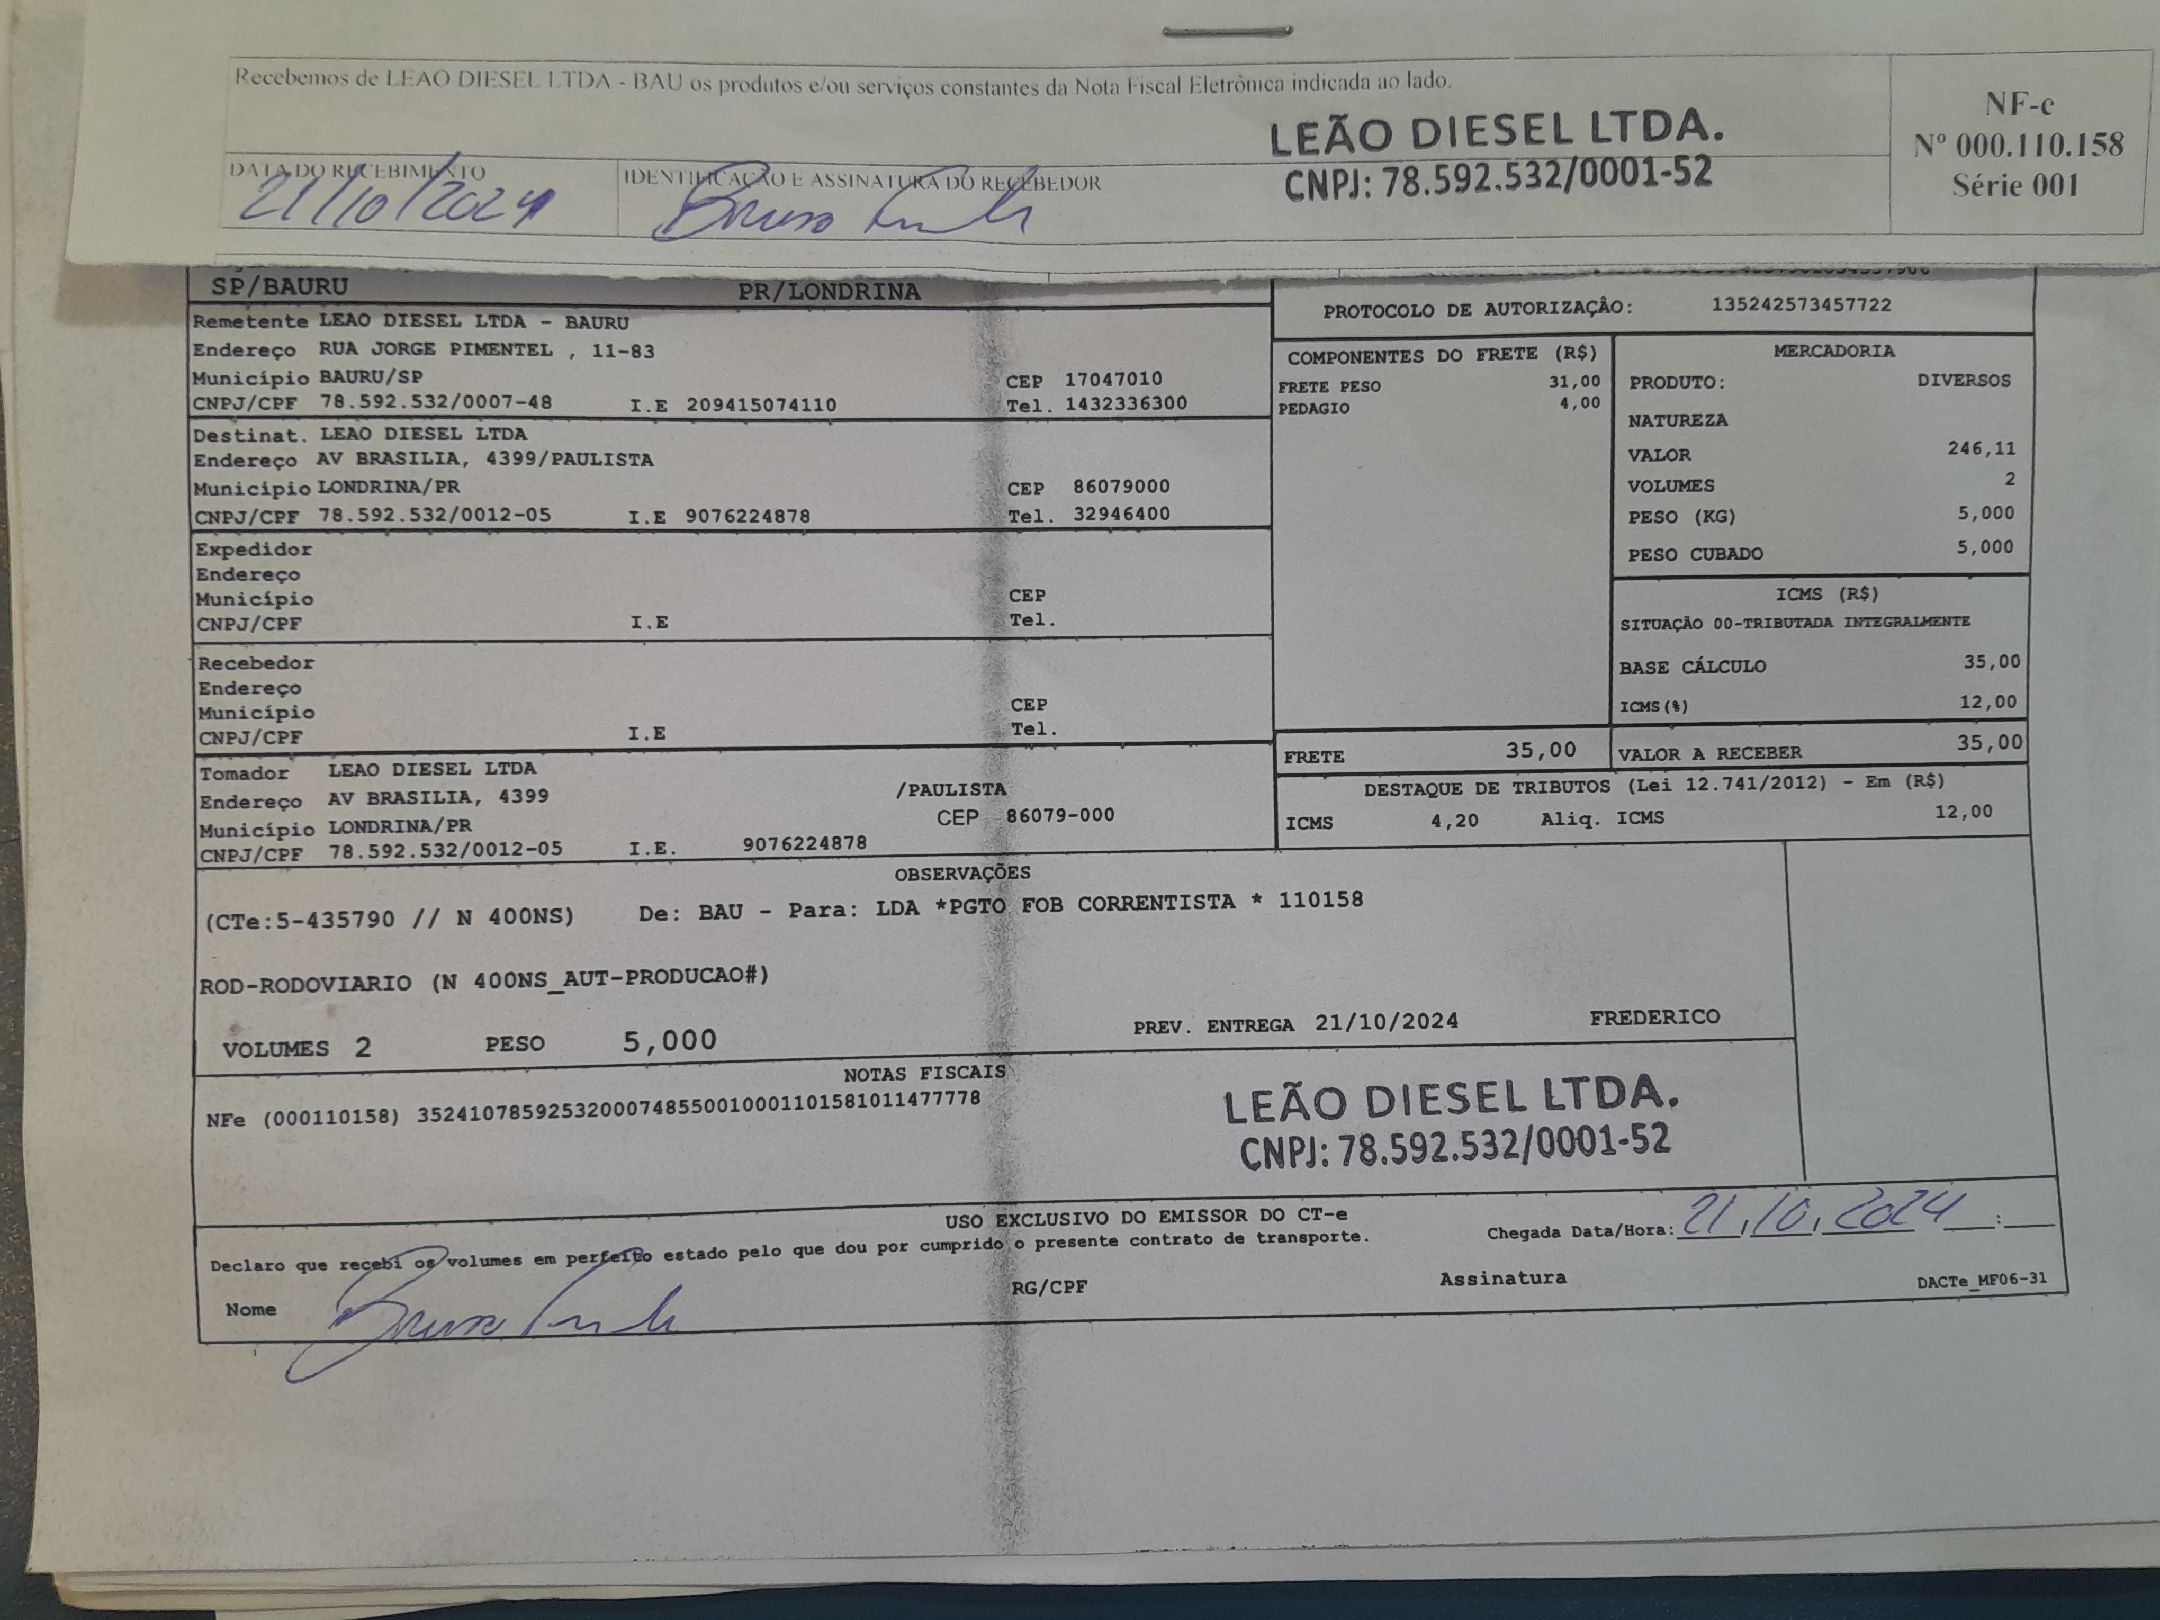 Recebemos de LEAO DIESEL LTDA - BAU os produtos e/ou serviços constantes da Nota Fiscal Eletrônica indicada ao lado.
LEÃO DIESEL LTDA.
CNPJ: 78.592.532/0001-52
NF-e
Nº 000.110.158
Série 001
DATA DO RECEBIMENTO
21/10/2024
IDENTIFICAÇÃO E ASSINATURA DO RECEBEDOR
Bruno
SP/BAURU PR/LONDRINA
PROTOCOLO DE AUTORIZAÇÂO: 135242573457722
Remetente LEAO DIESEL LTDA - BAURU
Endereço RUA JORGE PIMENTEL , 11-83
Município BAURU/SP CEP 17047010
CNPJ/CPF 78.592.532/0007-48 I.E 209415074110 Tel. 1432336300
Destinat. LEAO DIESEL LTDA
Endereço AV BRASILIA, 4399/PAULISTA
Município LONDRINA/PR CEP 86079000
CNPJ/CPF 78.592.532/0012-05 I.E 9076224878 Tel. 32946400
Expedidor
Endereço
Município CEP
CNPJ/CPF I.E Tel.
Recebedor
Endereço
Município CEP
CNPJ/CPF I.E Tel.
Tomador LEAO DIESEL LTDA
Endereço AV BRASILIA, 4399 /PAULISTA
Município LONDRINA/PR CEP 86079-000
CNPJ/CPF 78.592.532/0012-05 I.E. 9076224878
COMPONENTES DO FRETE (R$)
FRETE PESO 31,00
PEDAGIO 4,00
MERCADORIA
PRODUTO: DIVERSOS
NATUREZA
VALOR 246,11
VOLUMES 2
PESO (KG) 5,000
PESO CUBADO 5,000
ICMS (R$)
SITUAÇÃO 00-TRIBUTADA INTEGRALMENTE
BASE CÁLCULO 35,00
ICMS(%) 12,00
FRETE 35,00 VALOR A RECEBER 35,00
DESTAQUE DE TRIBUTOS (Lei 12.741/2012) - Em (R$)
ICMS 4,20 Aliq. ICMS 12,00
OBSERVAÇÕES
(CTe:5-435790 // N 400NS) De: BAU - Para: LDA *PGTO FOB CORRENTISTA * 110158
ROD-RODOVIARIO (N 400NS_AUT-PRODUCAO#)
VOLUMES 2 PESO 5,000 PREV. ENTREGA 21/10/2024 FREDERICO
NOTAS FISCAIS
NFe (000110158) 35241078592532000748550010001101581011477778
LEÃO DIESEL LTDA.
CNPJ: 78.592.532/0001-52
USO EXCLUSIVO DO EMISSOR DO CT-e
Declaro que recebi os volumes em perfeito estado pelo que dou por cumprido o presente contrato de transporte.
Chegada Data/Hora: 21.10.2024 __:__
Nome Bruno
RG/CPF
Assinatura
DACTe_MF06-31